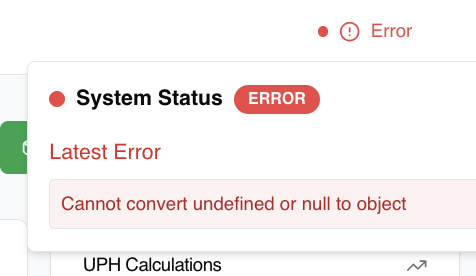 Error
System Status ERROR
Latest Error
Cannot convert undefined or null to object
UPH Calculations